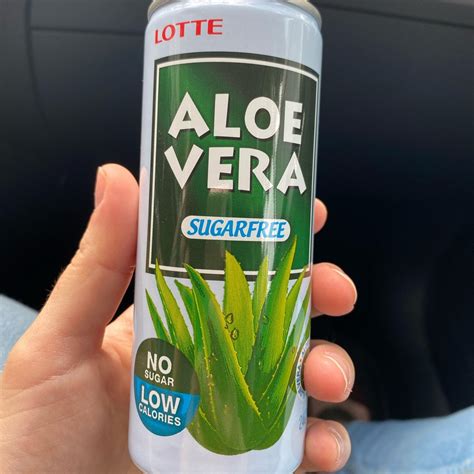 LOTTE
ALOE
VERA
SUGARFREE
NO
SUGAR
LOW
CALORIES